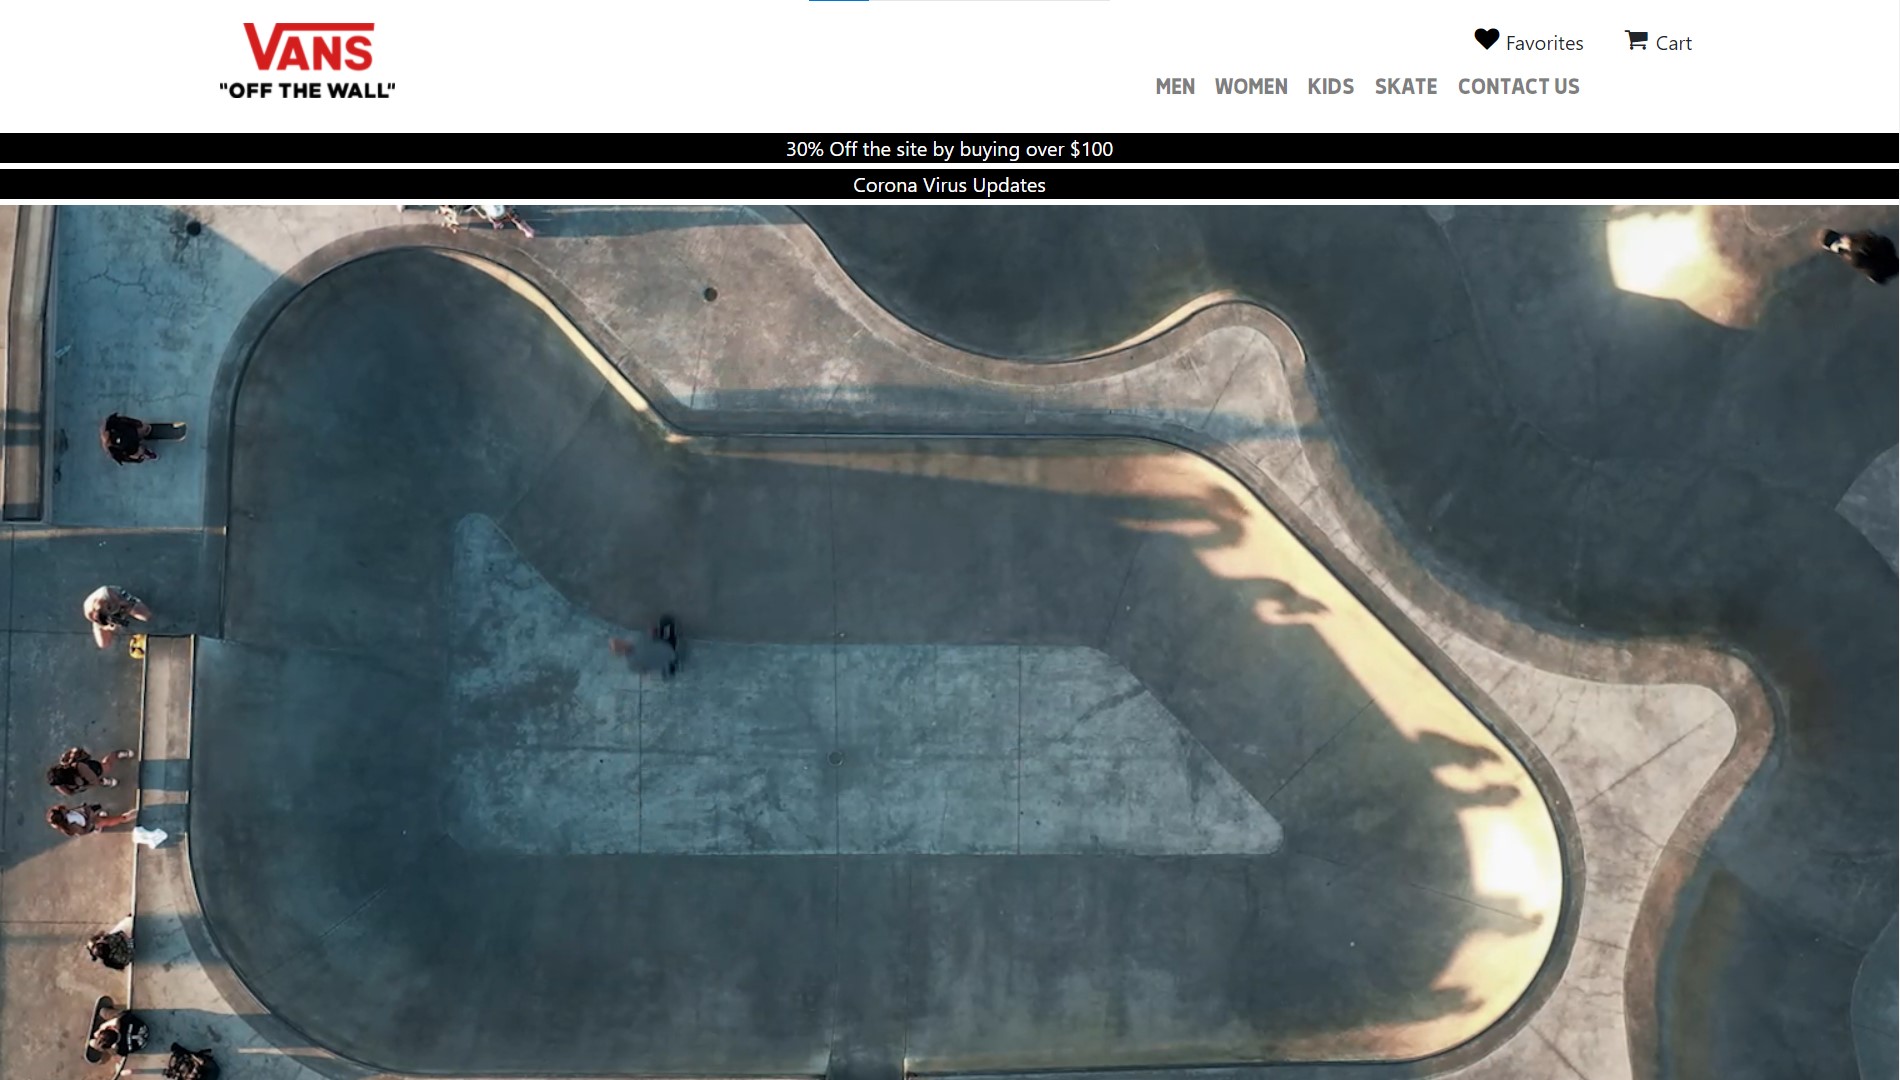 VANS
"OFF THE WALL"
Favorites
Cart
MEN WOMEN KIDS SKATE CONTACT US
30% Off the site by buying over $100
Corona Virus Updates